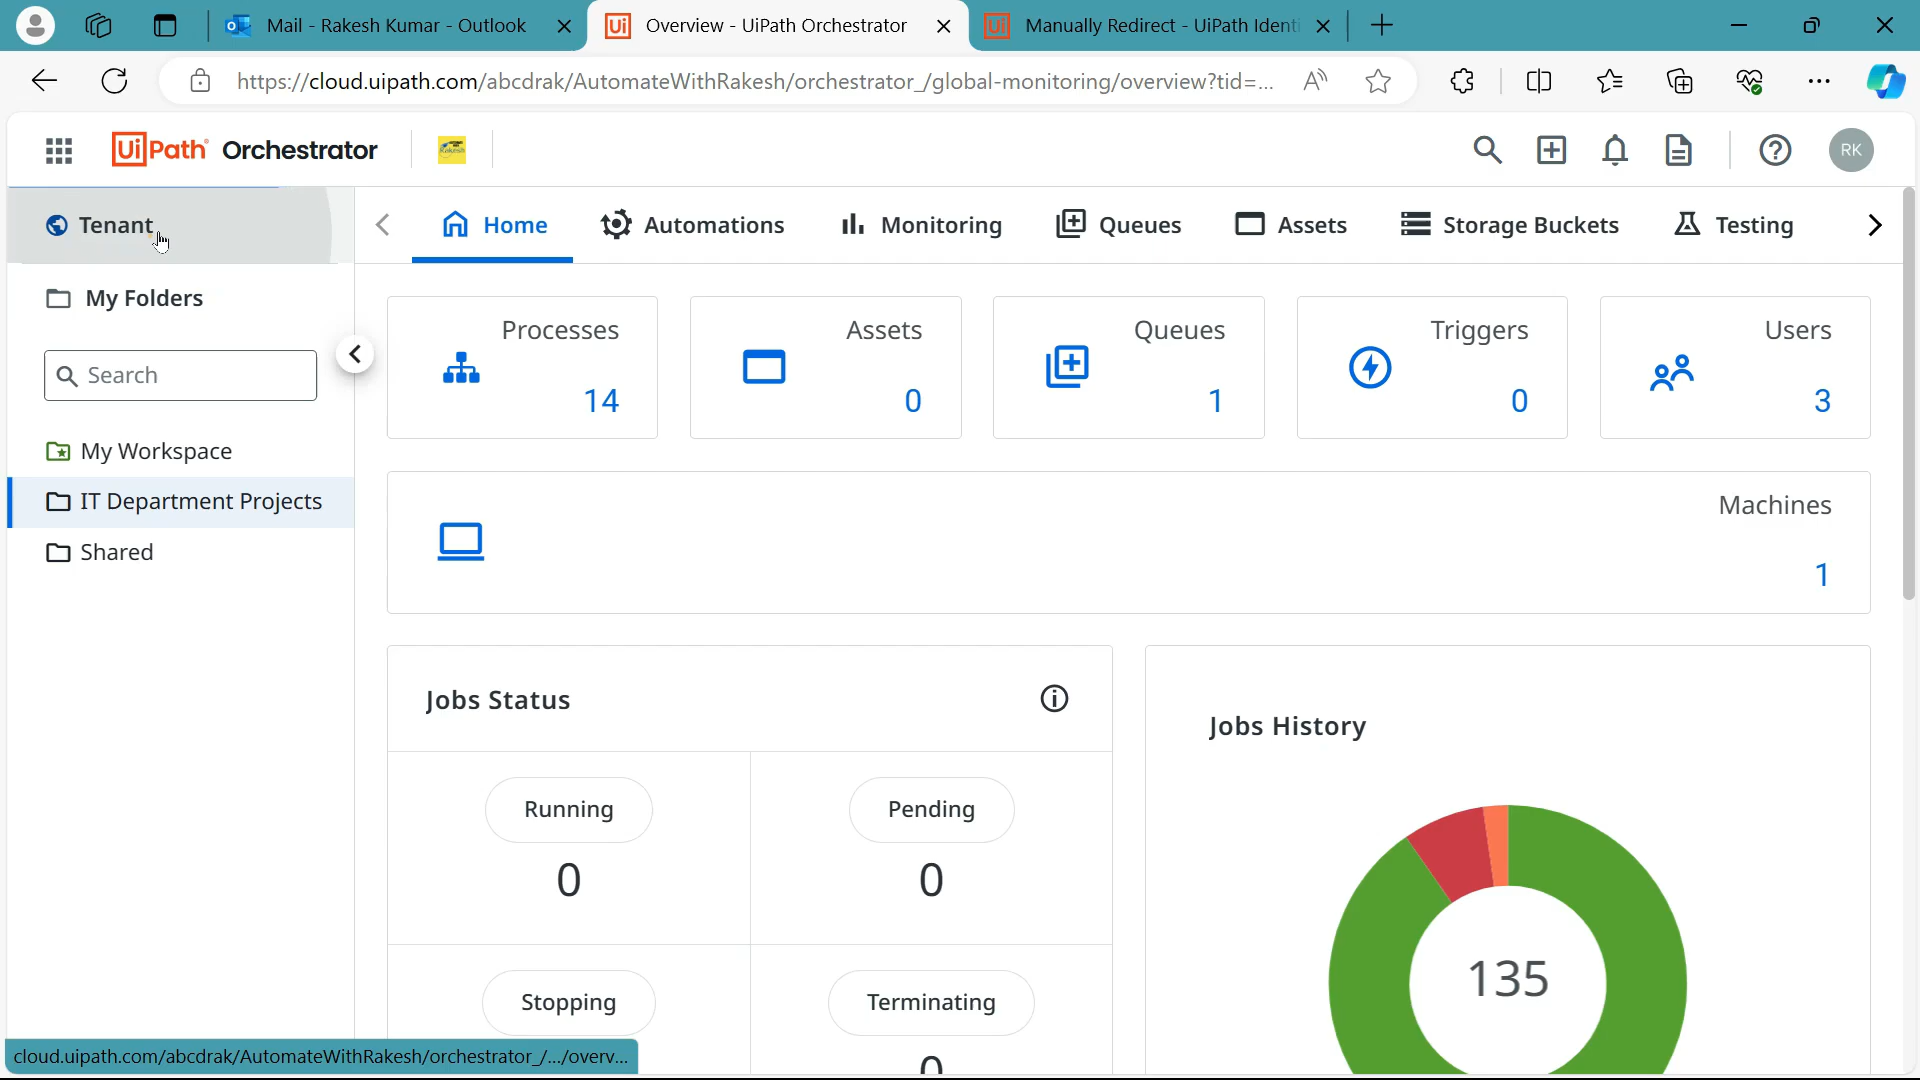 Mail - Rakesh Kumar - Outlook
Overview - UiPath Orchestrator
Manually Redirect - UiPath Identi
https://cloud.uipath.com/abcdrak/AutomateWithRakesh/orchestrator_/global-monitoring/overview?tid=...
UiPath Orchestrator
RK
Tenant
Home
Automations
Monitoring
Queues
Assets
Storage Buckets
Testing
My Folders
Search
My Workspace
IT Department Projects
Shared
Processes
14
Assets
0
Queues
1
Triggers
0
Users
3
Machines
1
Jobs Status
Running
0
Pending
0
Stopping
Terminating
0
Jobs History
135
cloud.uipath.com/abcdrak/AutomateWithRakesh/orchestrator_/.../overv...